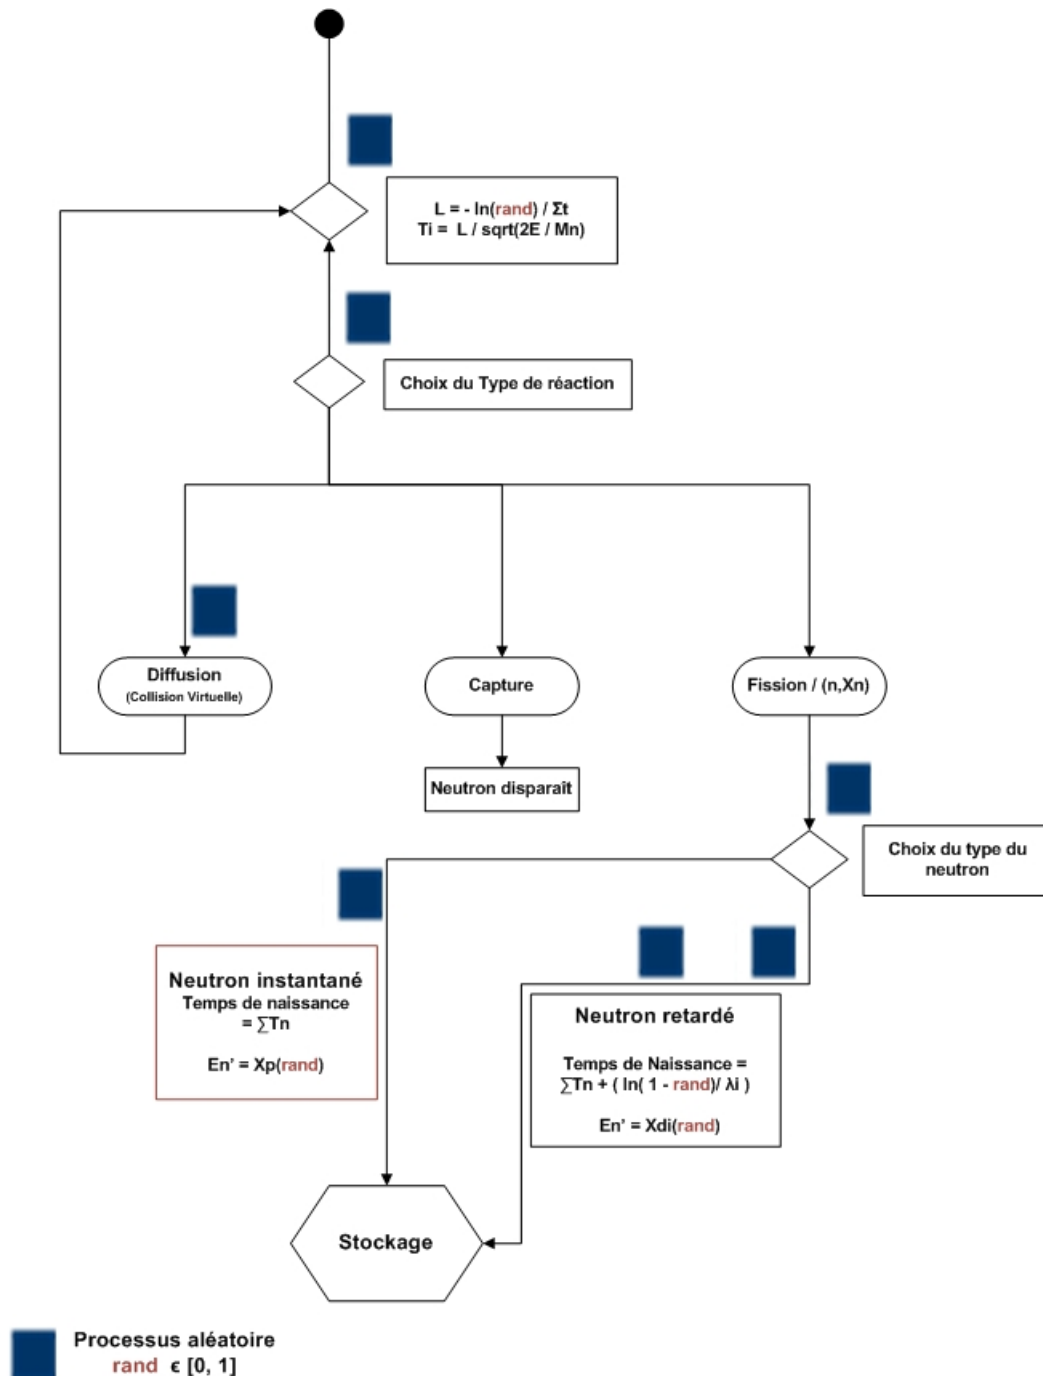 L = - ln(rand) / Σt
Ti = L / sqrt(2E / Mn)
Choix du Type de réaction
Diffusion
(Collision Virtuelle)
Capture
Fission / (n,Xn)
Neutron disparaît
Choix du type du
neutron
Neutron instantané
Temps de naissance
= ∑Tn
En' = Xp(rand)
Neutron retardé
Temps de Naissance =
∑Tn + ( ln( 1 - rand)/ λi )
En' = Xdi(rand)
Stockage
Processus aléatoire
rand ϵ [0, 1]